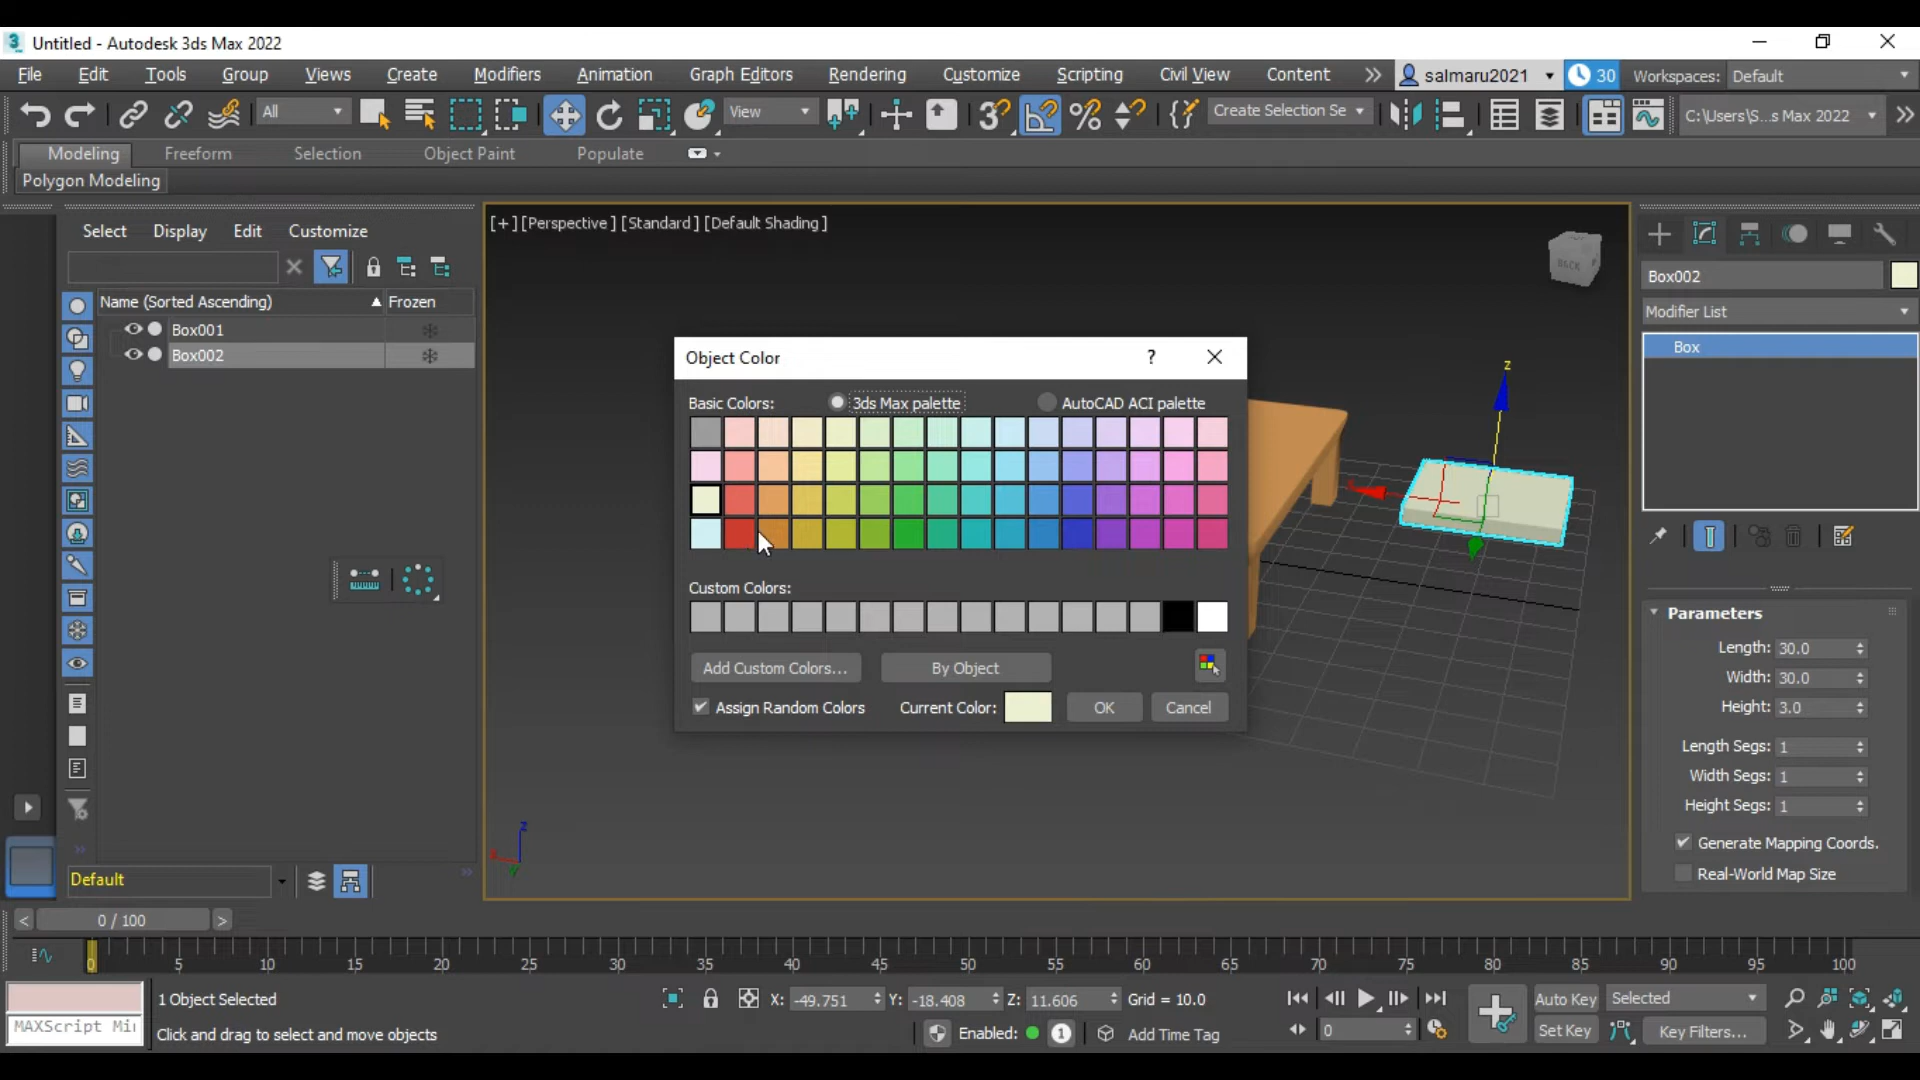 Untitled - Autodesk 3ds Max 2022
File Edit Tools Group Views Create Modifiers Animation Graph Editors Rendering Customize Scripting Civil View Content salmaru2021 30 Workspaces: Default
All View Create Selection Se C:\Users\S...s Max 2022
Modeling Freeform Selection Object Paint Populate
Polygon Modeling
Select Display Edit Customize
Name (Sorted Ascending) Frozen
Box001
Box002
Default
[+] [Perspective] [Standard] [Default Shading]
BACK
z
Object Color ?
Basic Colors: 3ds Max palette AutoCAD ACI palette
Custom Colors:
Add Custom Colors... By Object
Assign Random Colors Current Color: OK Cancel
Box002
Modifier List
Box
Parameters
Length: 30.0
Width: 30.0
Height: 3.0
Length Segs: 1
Width Segs: 1
Height Segs: 1
Generate Mapping Coords.
Real-World Map Size
0 / 100
0 5 10 15 20 25 30 35 40 45 50 55 60 65 70 75 80 85 90 95 100
1 Object Selected X: -49.751 Y: -18.408 Z: 11.606 Grid = 10.0 Auto Key Selected
MAXScript Mi
Click and drag to select and move objects Enabled: 1 Add Time Tag 0 Set Key Key Filters...